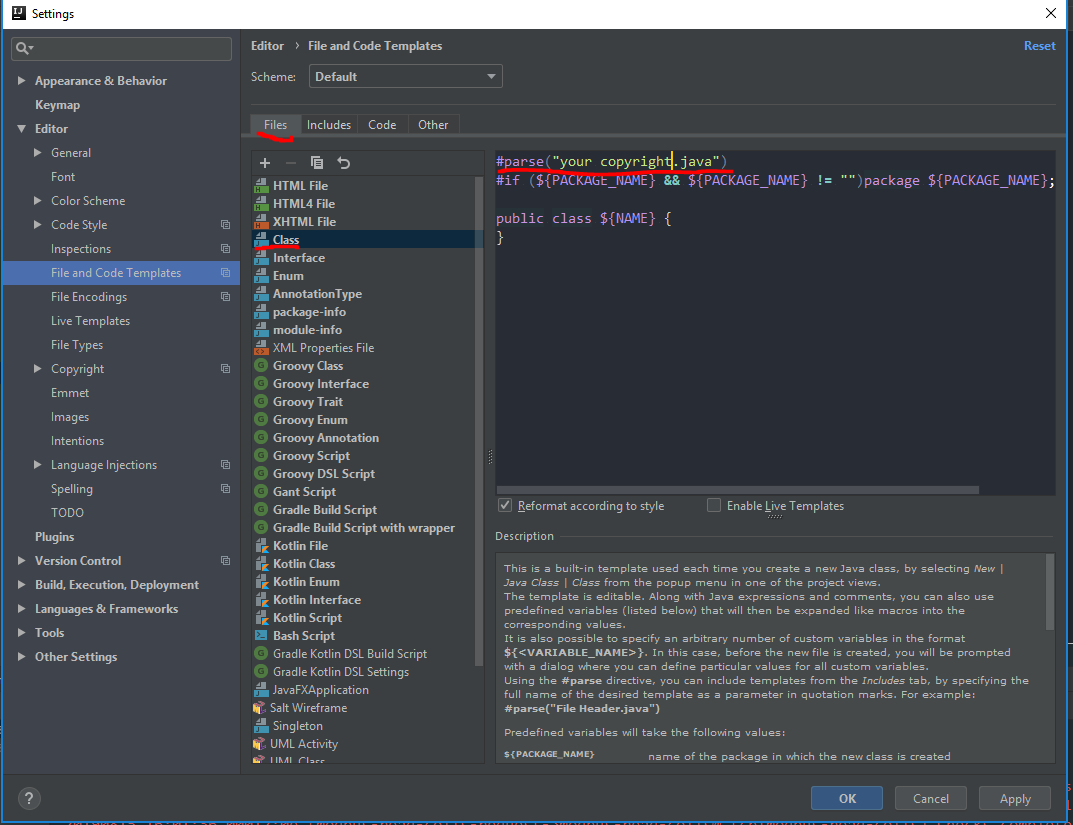 Settings
Appearance & Behavior
Keymap
Editor
General
Font
Color Scheme
Code Style
Inspections
File and Code Templates
File Encodings
Live Templates
File Types
Copyright
Emmet
Images
Intentions
Language Injections
Spelling
TODO
Plugins
Version Control
Build, Execution, Deployment
Languages & Frameworks
Tools
Other Settings
Editor › File and Code Templates
Reset
Scheme: Default
Files Includes Code Other
HTML File
HTML4 File
XHTML File
Class
Interface
Enum
AnnotationType
package-info
module-info
XML Properties File
Groovy Class
Groovy Interface
Groovy Trait
Groovy Enum
Groovy Annotation
Groovy Script
Groovy DSL Script
Gant Script
Gradle Build Script
Gradle Build Script with wrapper
Kotlin File
Kotlin Class
Kotlin Enum
Kotlin Interface
Kotlin Script
Bash Script
Gradle Kotlin DSL Build Script
Gradle Kotlin DSL Settings
JavaFXApplication
Salt Wireframe
Singleton
UML Activity
UML Class
#parse("your copyright.java")
#if (${PACKAGE_NAME} && ${PACKAGE_NAME} != "")package ${PACKAGE_NAME};
public class ${NAME} {
}
Reformat according to style Enable Live Templates
Description
This is a built-in template used each time you create a new Java class, by selecting New |
Java Class | Class from the popup menu in one of the project views.
The template is editable. Along with Java expressions and comments, you can also use
predefined variables (listed below) that will then be expanded like macros into the
corresponding values.
It is also possible to specify an arbitrary number of custom variables in the format
${<VARIABLE_NAME>}. In this case, before the new file is created, you will be prompted
with a dialog where you can define particular values for all custom variables.
Using the #parse directive, you can include templates from the Includes tab, by specifying the
full name of the desired template as a parameter in quotation marks. For example:
#parse("File Header.java")
Predefined variables will take the following values:
${PACKAGE_NAME} name of the package in which the new class is created
? OK Cancel Apply